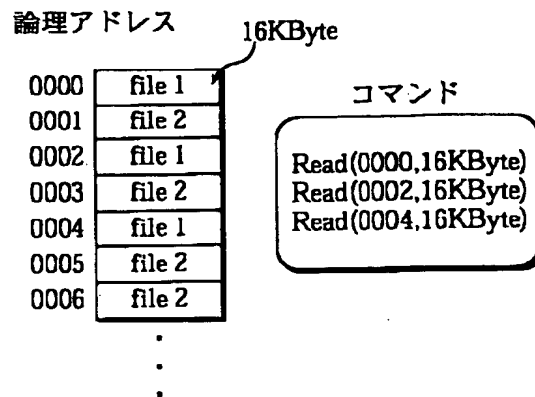 論理アドレス
16KByte
0000 file 1
0001 file 2
0002 file 1
0003 file 2
0004 file 1
0005 file 2
0006 file 2
コマンド
Read(0000,16KByte)
Read(0002,16KByte)
Read(0004,16KByte)